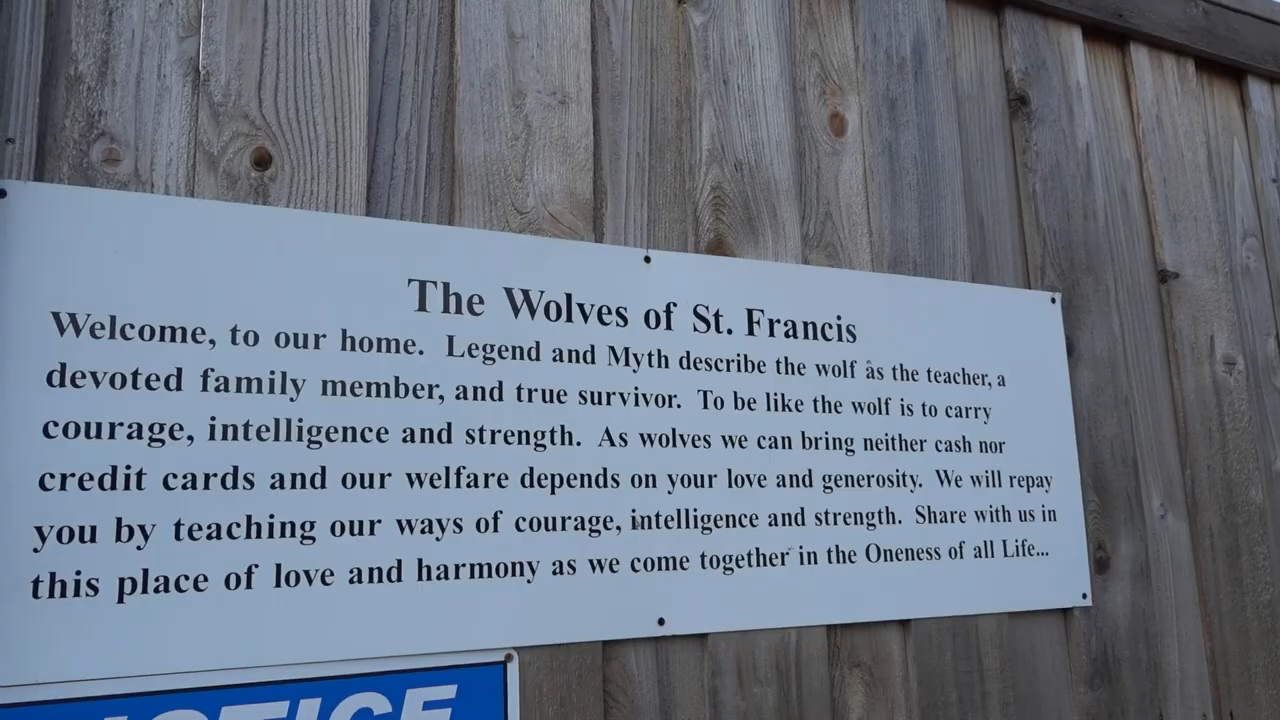 The Wolves of St. Francis
Welcome, to our home. Legend and Myth describe the wolf as the teacher, a
devoted family member, and true survivor. To be like the wolf is to carry
courage, intelligence and strength. As wolves we can bring neither cash nor
credit cards and our welfare depends on your love and generosity. We will repay
you by teaching our ways of courage, intelligence and strength. Share with us in
this place of love and harmony as we come together in the Oneness of all Life...
NOTICE